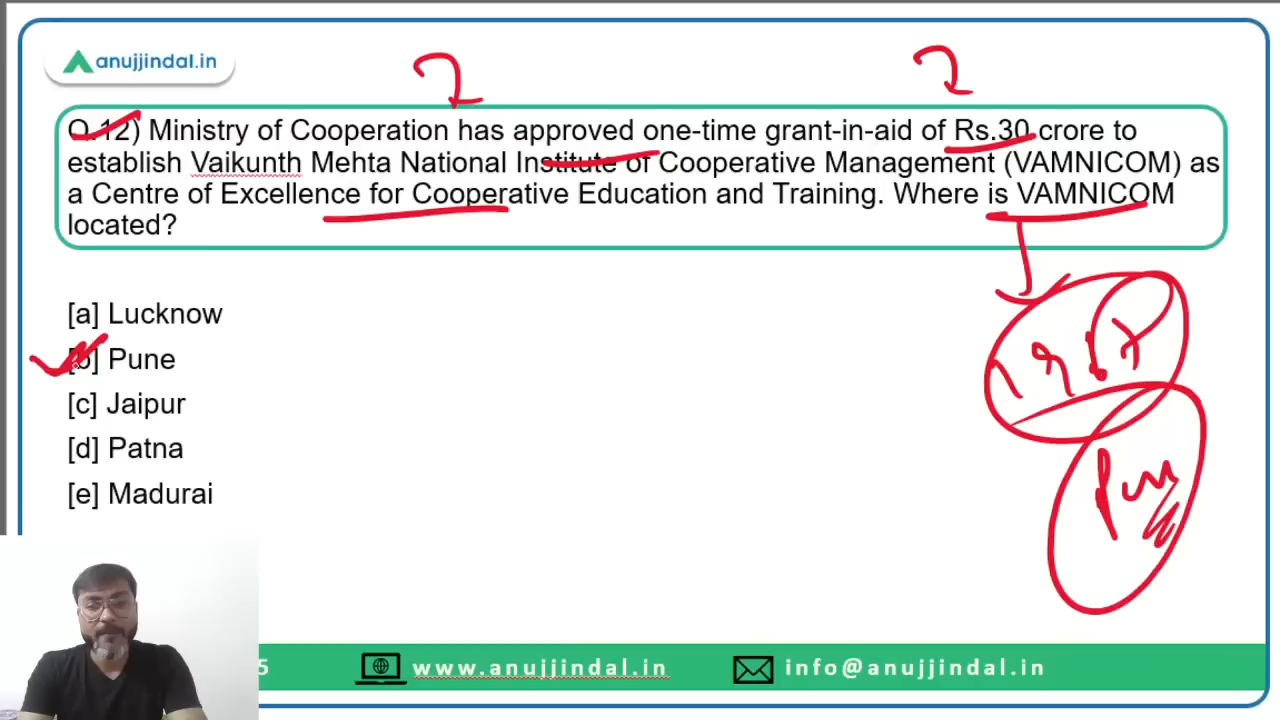 anujjindal.in
Q.12) Ministry of Cooperation has approved one-time grant-in-aid of Rs.30 crore to
establish Vaikunth Mehta National Institute of Cooperative Management (VAMNICOM) as
a Centre of Excellence for Cooperative Education and Training. Where is VAMNICOM
located?
[a] Lucknow
[b] Pune
[c] Jaipur
[d] Patna
[e] Madurai
5
www.anujjindal.in
info@anujjindal.in